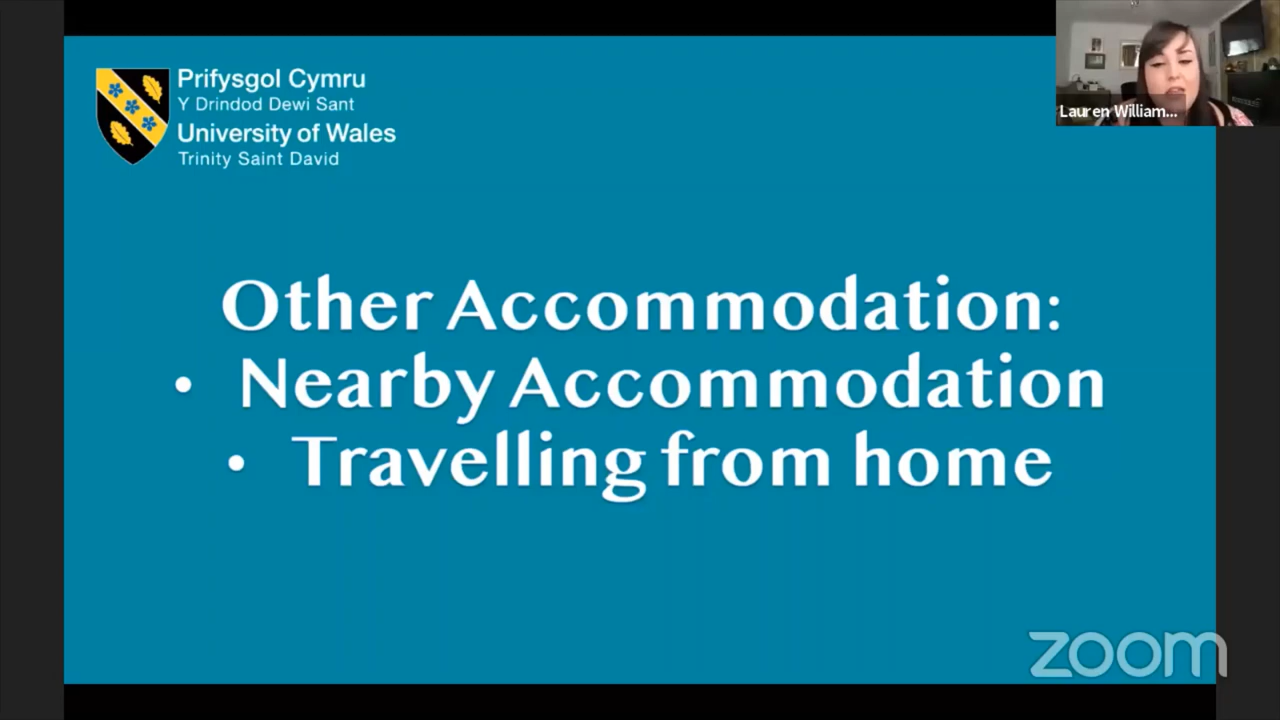 Prifysgol Cymru
Y Drindod Dewi Sant
University of Wales
Trinity Saint David
Lauren William...
Other Accommodation:
• Nearby Accommodation
• Travelling from home
zoom